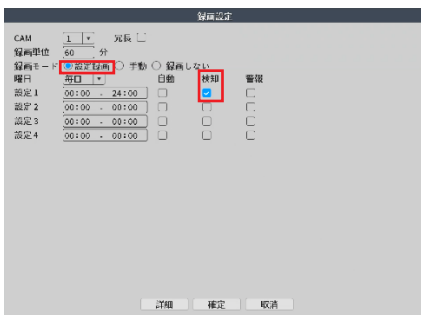 録画設定
CAM 1 冗長
録画単位 60 分
録画モード 設定録画 手動 録画しない
曜日 毎日 自動 検知 警報
設定 1 00:00 - 24:00
設定 2 00:00 - 00:00
設定 3 00:00 - 00:00
設定 4 00:00 - 00:00
詳細 確定 取消